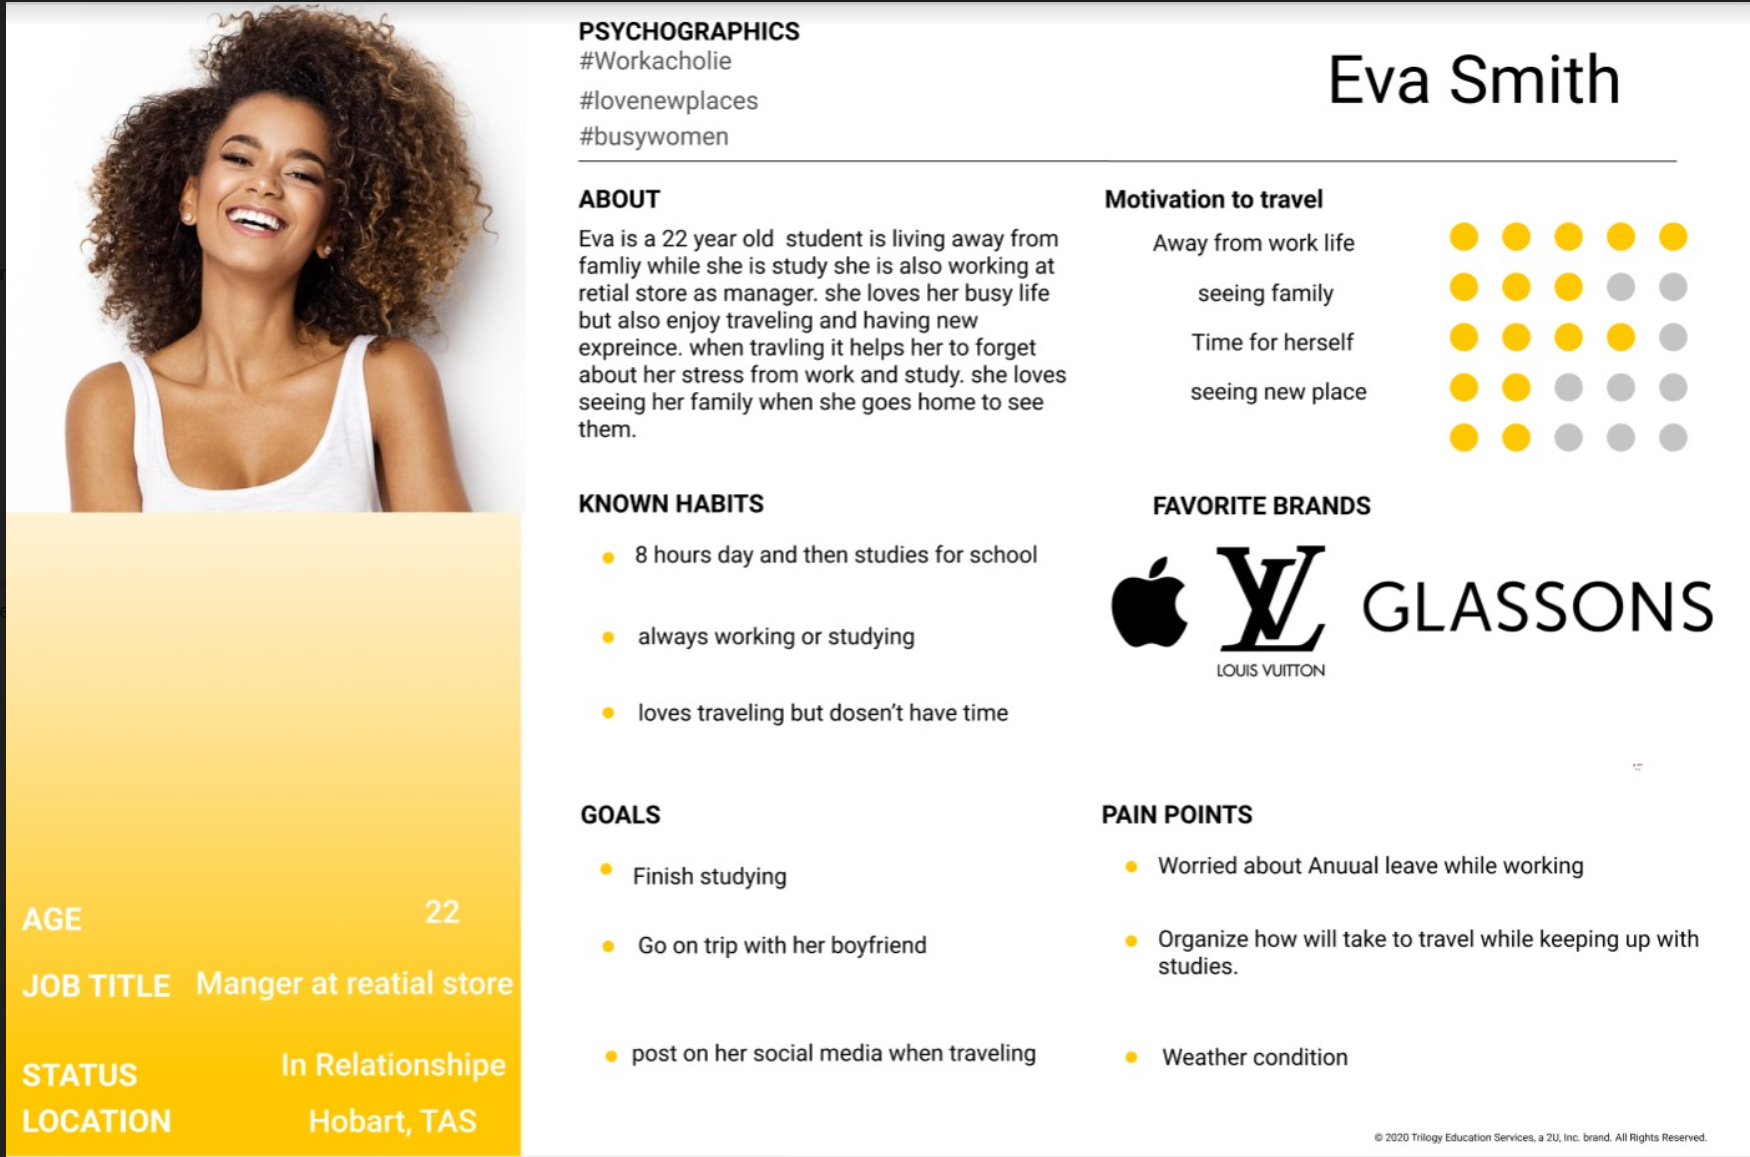 PSYCHOGRAPHICS
#Workacholie
#lovenewplaces
#busywomen
Eva Smith
ABOUT
Eva is a 22 year old  student is living away from
famliy while she is study she is also working at
retial store as manager. she loves her busy life
but also enjoy traveling and having new
expreince. when travling it helps her to forget
about her stress from work and study. she loves
seeing her family when she goes home to see
them.
Motivation to travel
Away from work life
seeing family
Time for herself
seeing new place
KNOWN HABITS
8 hours day and then studies for school
always working or studying
loves traveling but dosen’t have time
FAVORITE BRANDS
LV
LOUIS VUITTON
GLASSONS
GOALS
Finish studying
Go on trip with her boyfriend
post on her social media when traveling
PAIN POINTS
Worried about Anuual leave while working
Organize how will take to travel while keeping up with
studies.
Weather condition
AGE 22
JOB TITLE Manger at reatial store
STATUS In Relationshipe
LOCATION Hobart, TAS
© 2020 Trilogy Education Services, a 2U, Inc. brand. All Rights Reserved.